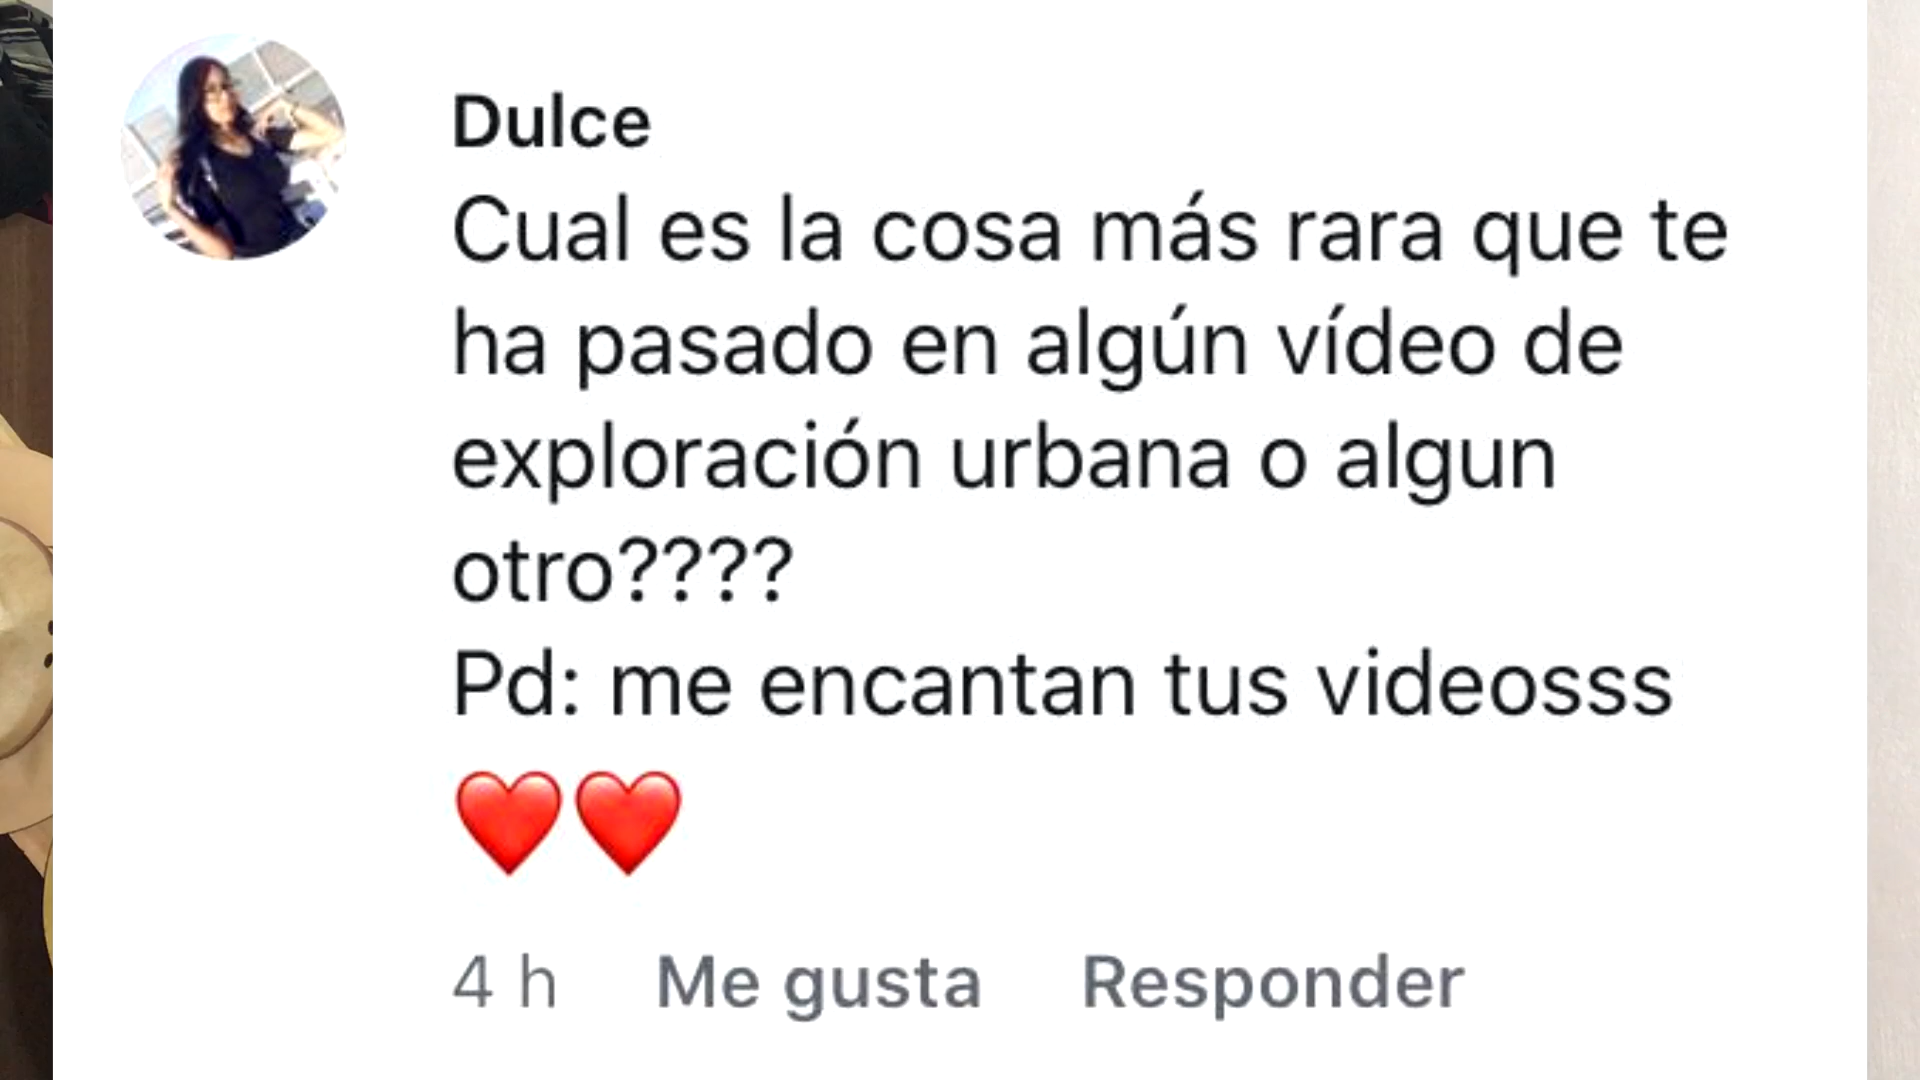 Dulce
Cual es la cosa más rara que te
ha pasado en algún vídeo de
exploración urbana o algun
otro????
Pd: me encantan tus videosss
❤️❤️
4 h Me gusta Responder